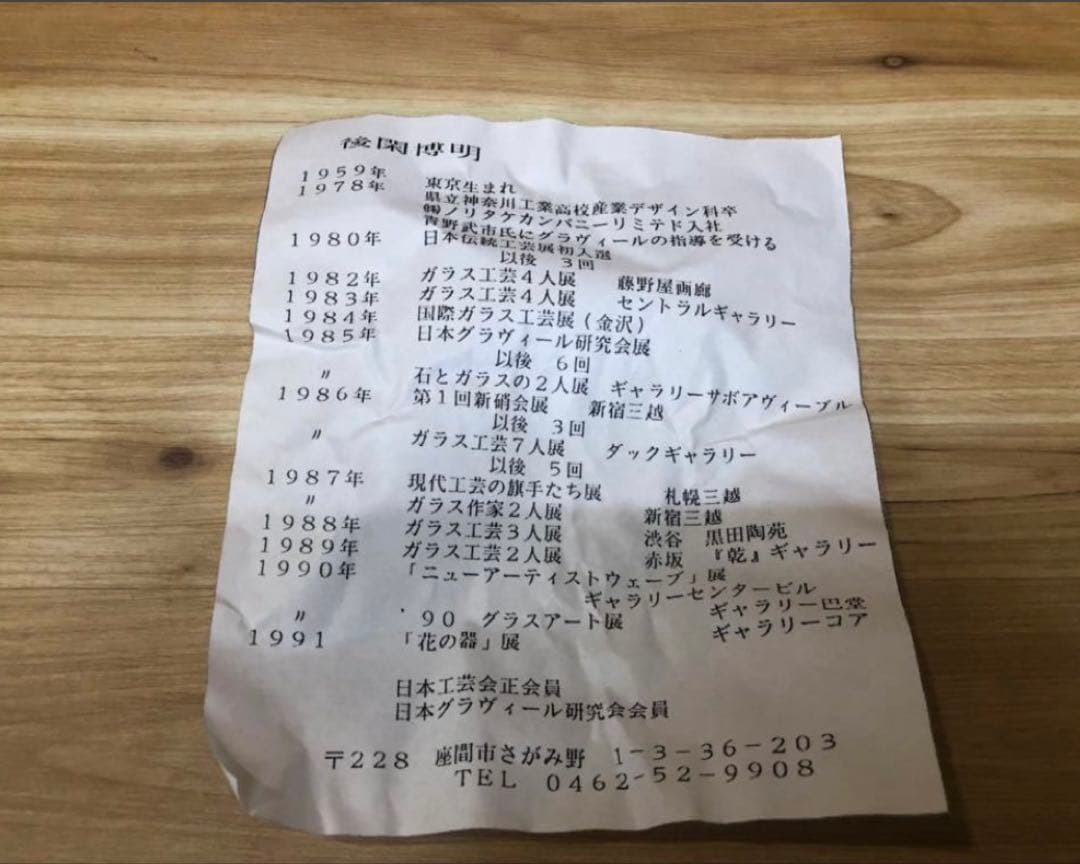 後閑博明
1959年 東京生まれ
1978年 県立神奈川工業高校産業デザイン科卒
㈱ノリタケカンパニーリミテド入社
青野武市氏にグラヴィールの指導を受ける
1980年 日本伝統工芸展初入選
以後 3回
1982年 ガラス工芸4人展 藤野屋画廊
1983年 ガラス工芸4人展 セントラルギャラリー
1984年 国際ガラス工芸展(金沢)
1985年 日本グラヴィール研究会展
以後 6回
〃 石とガラスの2人展 ギャラリーサボアヴィーブル
1986年 第1回新硝会展 新宿三越
以後 3回
〃 ガラス工芸7人展 ダックギャラリー
以後 5回
1987年 現代工芸の旗手たち展 札幌三越
〃 ガラス作家2人展 新宿三越
1988年 ガラス工芸3人展 渋谷 黒田陶苑
1989年 ガラス工芸2人展 赤坂 『乾』ギャラリー
1990年 「ニューアーティストウェーブ」展
ギャラリーセンタービル
〃 '90 グラスアート展 ギャラリー巴堂
1991 「花の器」展 ギャラリーコア
日本工芸会正会員
日本グラヴィール研究会会員
〒228 座間市さがみ野 1-3-36-203
TEL 0462-52-9908